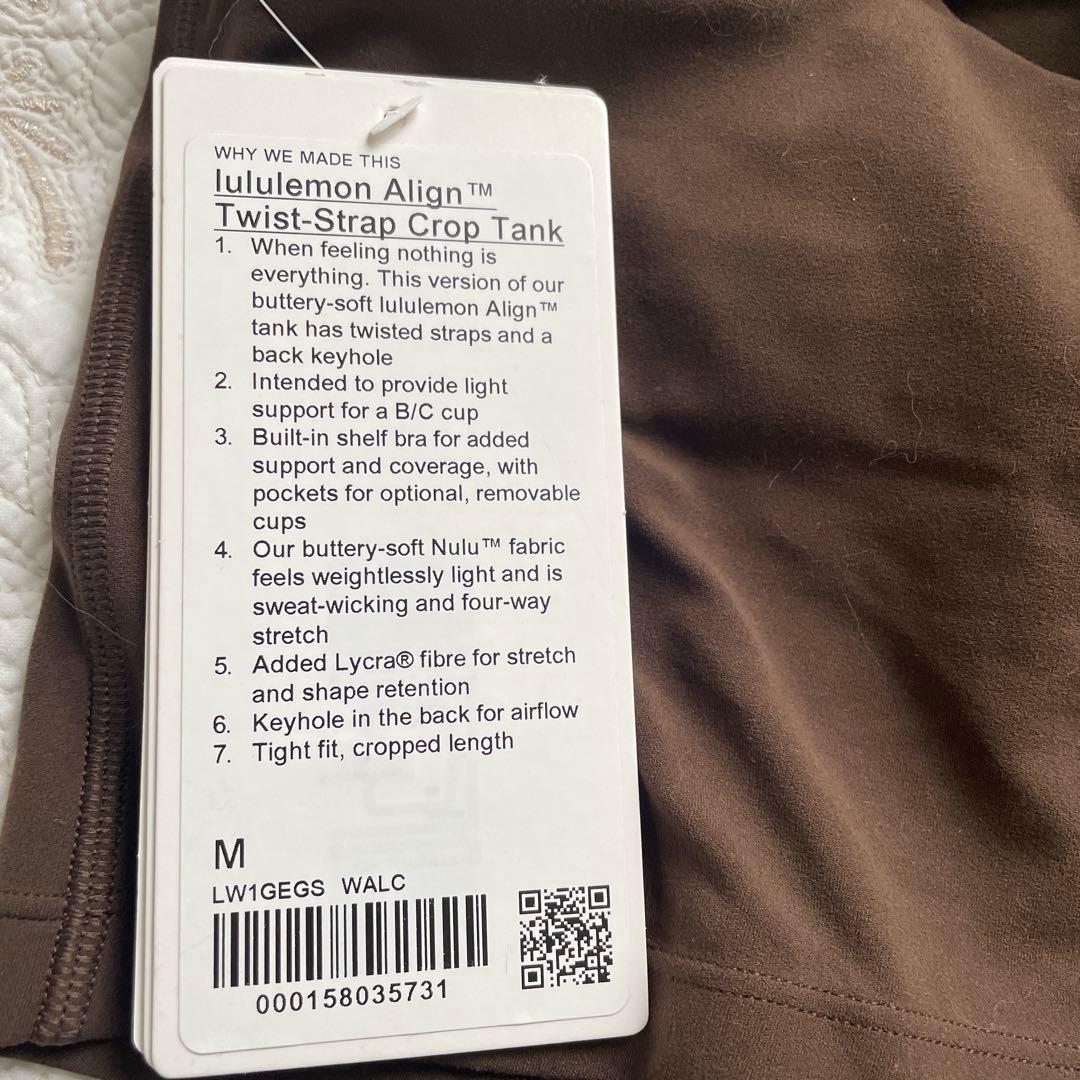 WHY WE MADE THIS
lululemon Align™
Twist-Strap Crop Tank
1. When feeling nothing is
everything. This version of our
buttery-soft lululemon Align™
tank has twisted straps and a
back keyhole
2. Intended to provide light
support for a B/C cup
3. Built-in shelf bra for added
support and coverage, with
pockets for optional, removable
cups
4. Our buttery-soft Nulu™ fabric
feels weightlessly light and is
sweat-wicking and four-way
stretch
5. Added Lycra® fibre for stretch
and shape retention
6. Keyhole in the back for airflow
7. Tight fit, cropped length
M
LW1GEGS WALC
000158035731